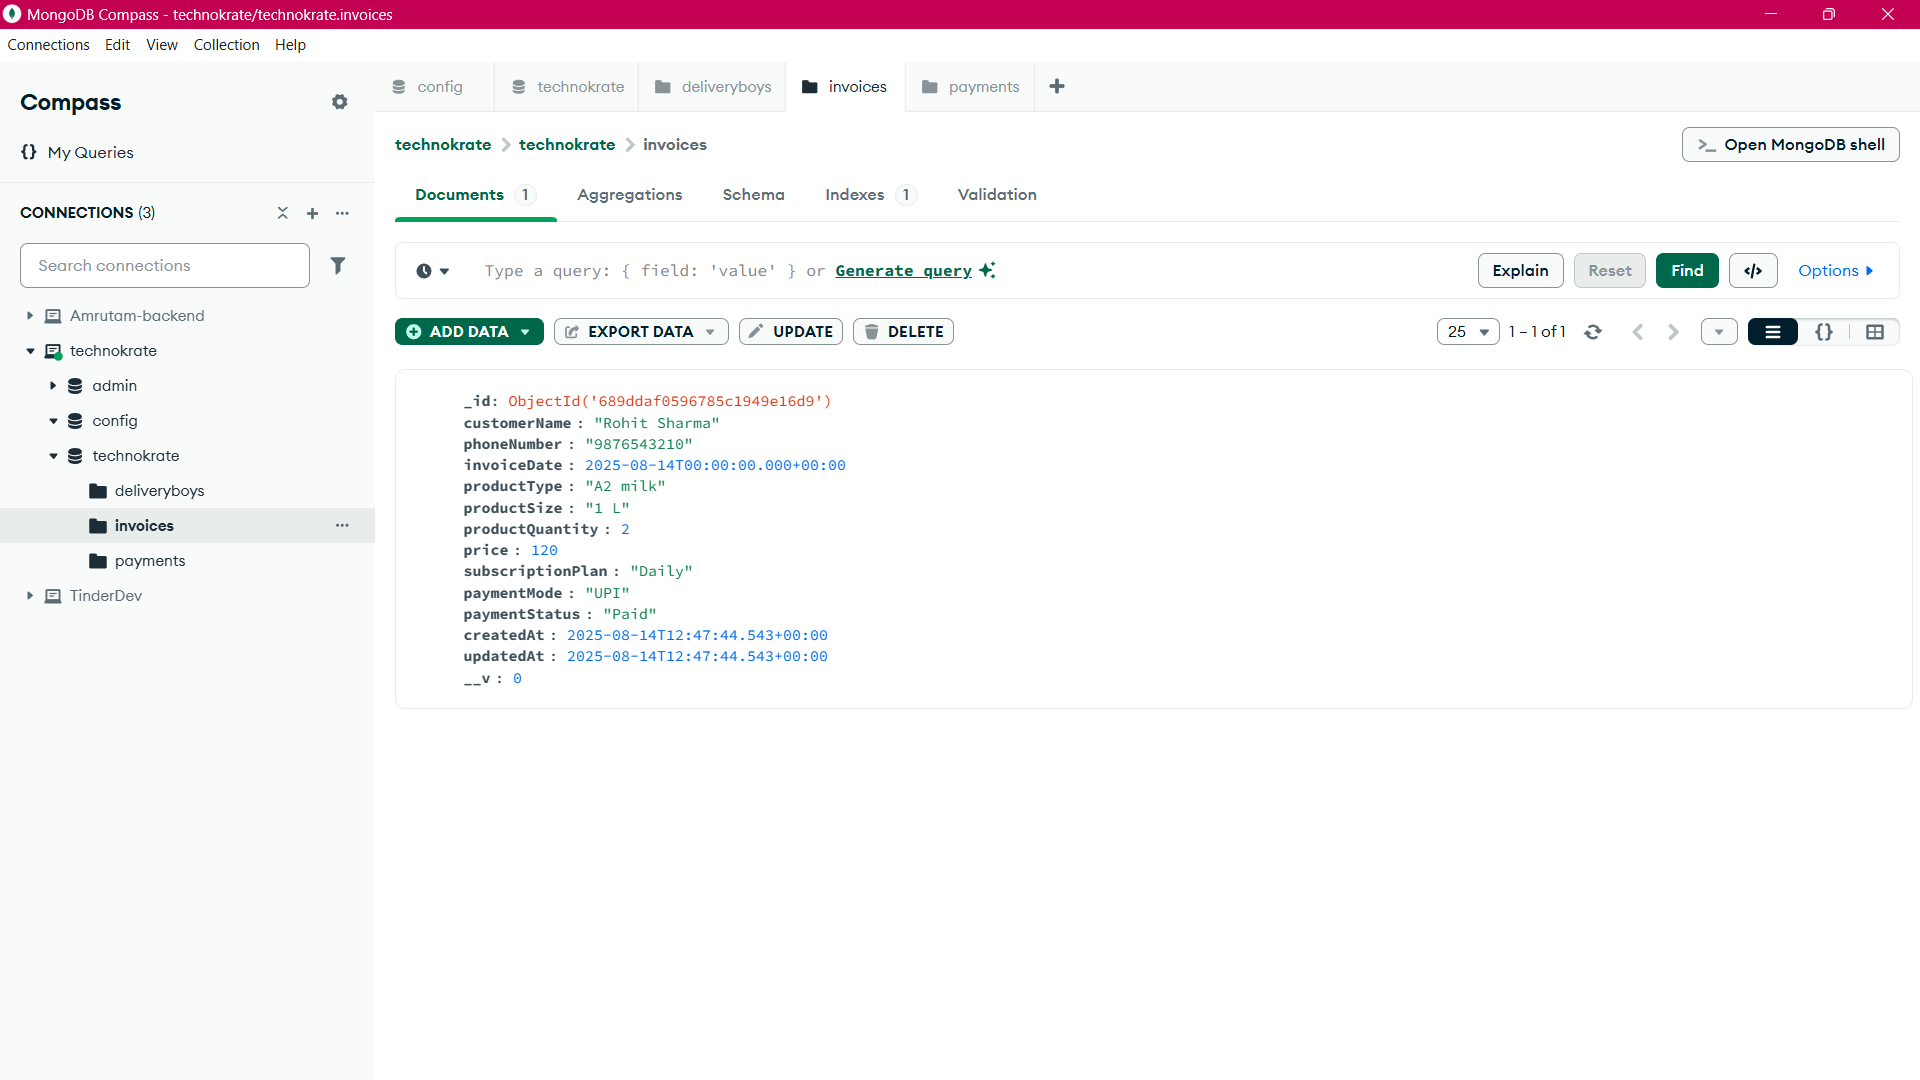 MongoDB Compass - technokrate/technokrate.invoices
Connections Edit View Collection Help
Compass
{} My Queries
CONNECTIONS (3)
Search connections
Amrutam-backend
technokrate
admin
config
technokrate
deliveryboys
invoices
payments
TinderDev
config technokrate deliveryboys invoices payments
technokrate > technokrate > invoices
>_ Open MongoDB shell
Documents 1 Aggregations Schema Indexes 1 Validation
Type a query: { field: 'value' } or Generate query
Explain Reset Find </> Options
ADD DATA EXPORT DATA UPDATE DELETE
25 1 – 1 of 1 {}
_id: ObjectId('689ddaf0596785c1949e16d9')
customerName : "Rohit Sharma"
phoneNumber : "9876543210"
invoiceDate : 2025-08-14T00:00:00.000+00:00
productType : "A2 milk"
productSize : "1 L"
productQuantity : 2
price : 120
subscriptionPlan : "Daily"
paymentMode : "UPI"
paymentStatus : "Paid"
createdAt : 2025-08-14T12:47:44.543+00:00
updatedAt : 2025-08-14T12:47:44.543+00:00
__v : 0